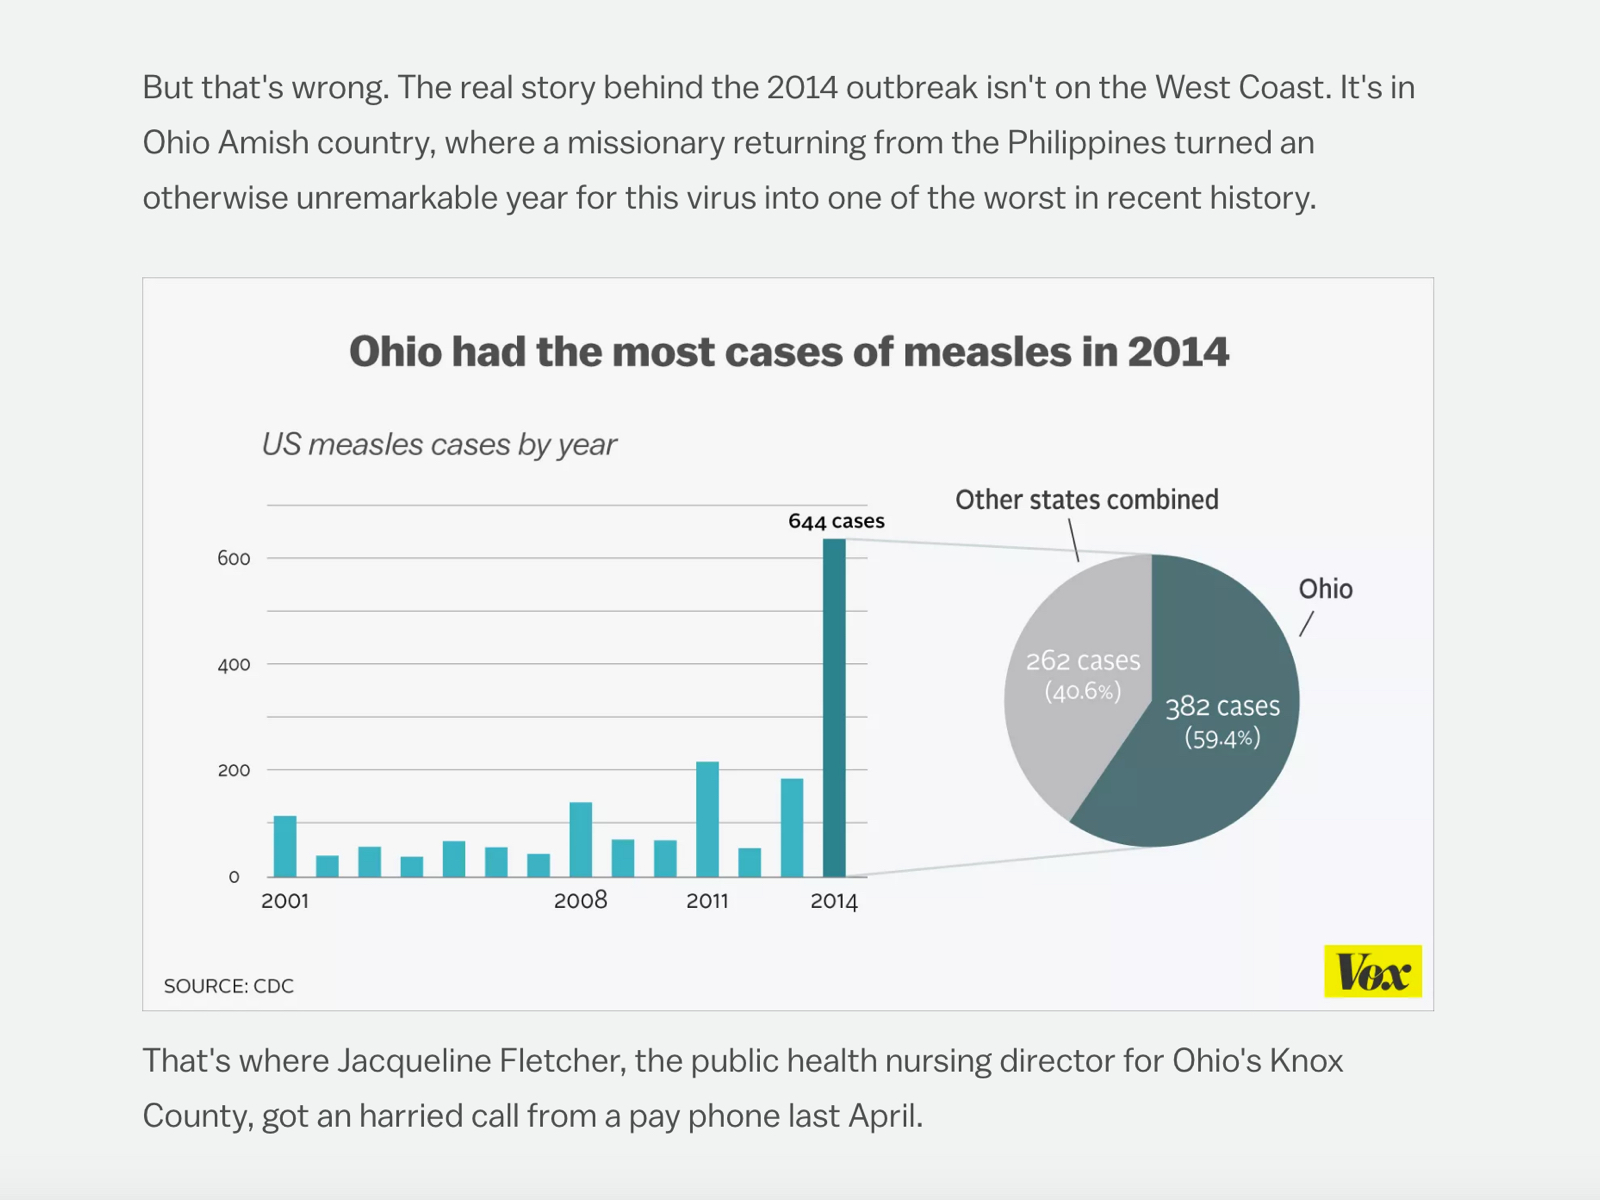 But that's wrong. The real story behind the 2014 outbreak isn't on the West Coast. It's in
Ohio Amish country, where a missionary returning from the Philippines turned an
otherwise unremarkable year for this virus into one of the worst in recent history.
Ohio had the most cases of measles in 2014
US measles cases by year
644 cases
600
400
200
0
2001
2008
2011
2014
Other states combined
Ohio
262 cases
(40.6%)
382 cases
(59.4%)
SOURCE: CDC
Vox
That's where Jacqueline Fletcher, the public health nursing director for Ohio's Knox
County, got an harried call from a pay phone last April.